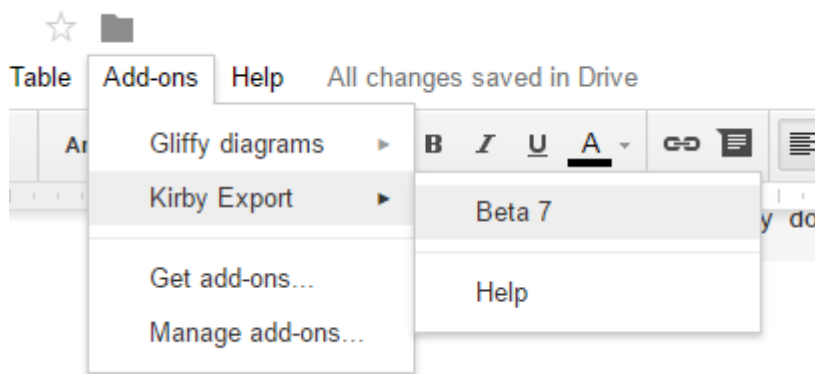 Table Add-ons Help All changes saved in Drive
Gliffy diagrams B I U A
Kirby Export Beta 7
Get add-ons... Help
Manage add-ons...